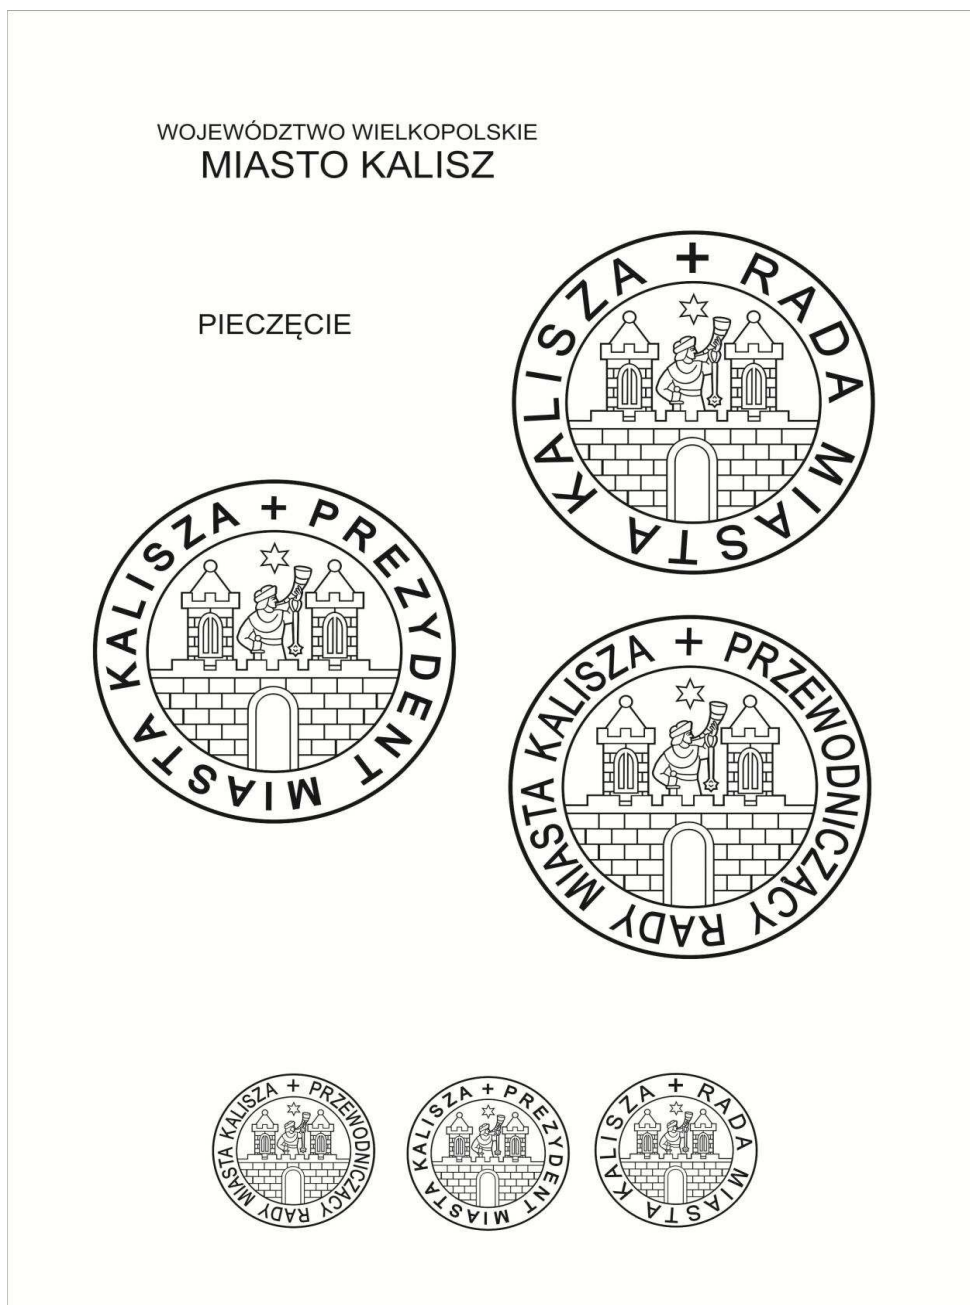 WOJEWÓDZTWO WIELKOPOLSKIE
MIASTO KALISZ
PIECZĘCIE
+ RADA MIASTA KALISZA
+ PREZYDENT MIASTA KALISZA
+ PRZEWODNICZĄCY RADY MIASTA KALISZA
+ PRZEWODNICZĄCY RADY MIASTA KALISZA
+ PREZYDENT MIASTA KALISZA
+ RADA MIASTA KALISZA